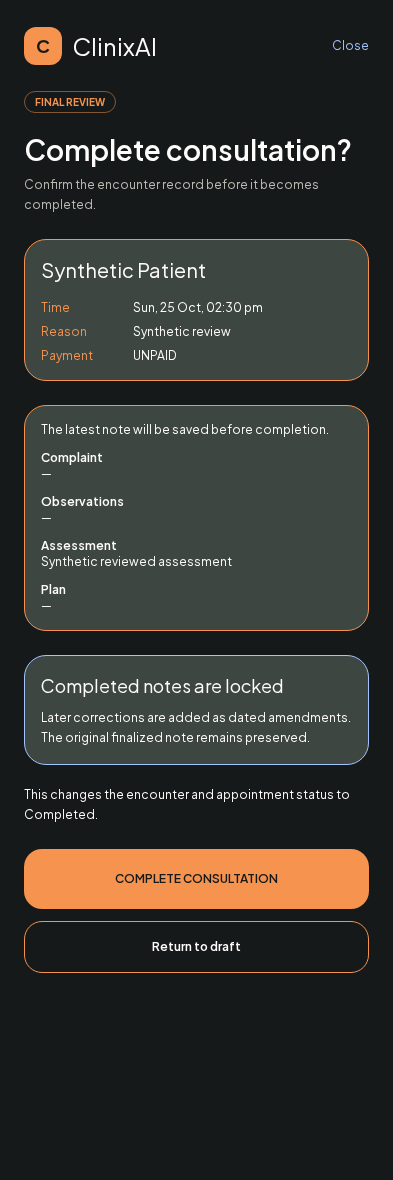 C ClinixAI Close
FINAL REVIEW
Complete consultation?
Confirm the encounter record before it becomes
completed.
Synthetic Patient
Time Sun, 25 Oct, 02:30 pm
Reason Synthetic review
Payment UNPAID
The latest note will be saved before completion.
Complaint
—
Observations
—
Assessment
Synthetic reviewed assessment
Plan
—
Completed notes are locked
Later corrections are added as dated amendments.
The original finalized note remains preserved.
This changes the encounter and appointment status to
Completed.
COMPLETE CONSULTATION
Return to draft